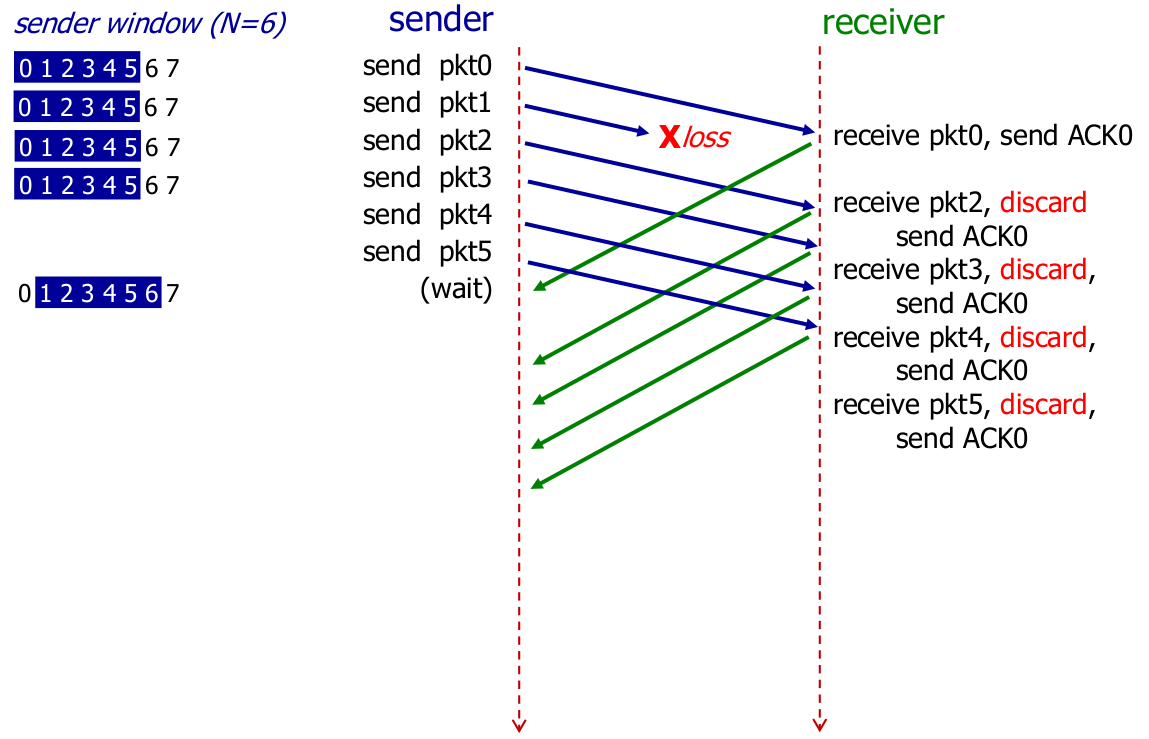 sender window (N=6)
sender
receiver
0 1 2 3 4 5 6 7
send pkt0
0 1 2 3 4 5 6 7
send pkt1
X loss
receive pkt0, send ACK0
0 1 2 3 4 5 6 7
send pkt2
0 1 2 3 4 5 6 7
send pkt3
send pkt4
receive pkt2, discard
send ACK0
send pkt5
receive pkt3, discard,
send ACK0
0 1 2 3 4 5 6 7
(wait)
receive pkt4, discard,
send ACK0
receive pkt5, discard,
send ACK0